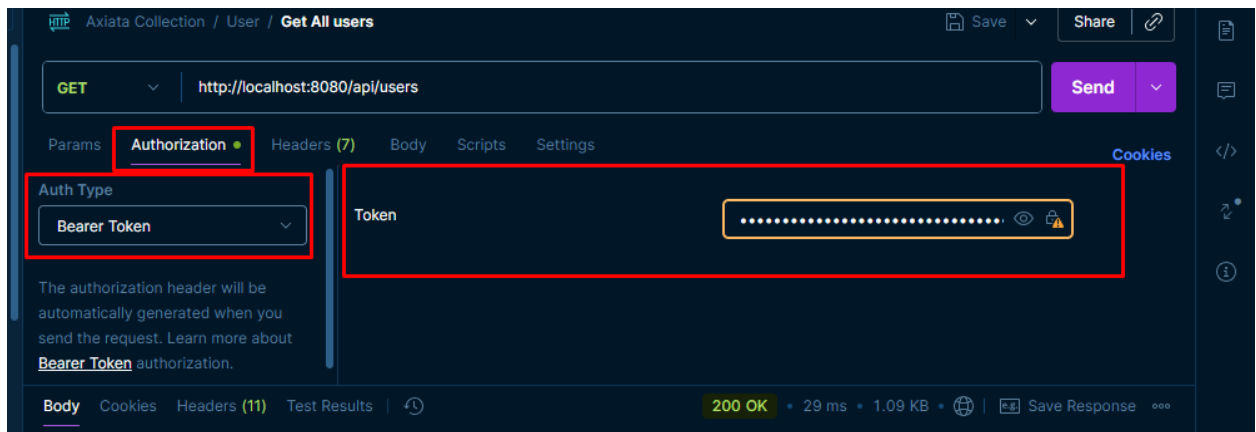 HTTP Axiata Collection / User / Get All users Save Share
GET http://localhost:8080/api/users Send
Params Authorization Headers (7) Body Scripts Settings Cookies
Auth Type
Bearer Token
Token
The authorization header will be
automatically generated when you
send the request. Learn more about
Bearer Token authorization.
Body Cookies Headers (11) Test Results 200 OK • 29 ms • 1.09 KB • e.g. Save Response